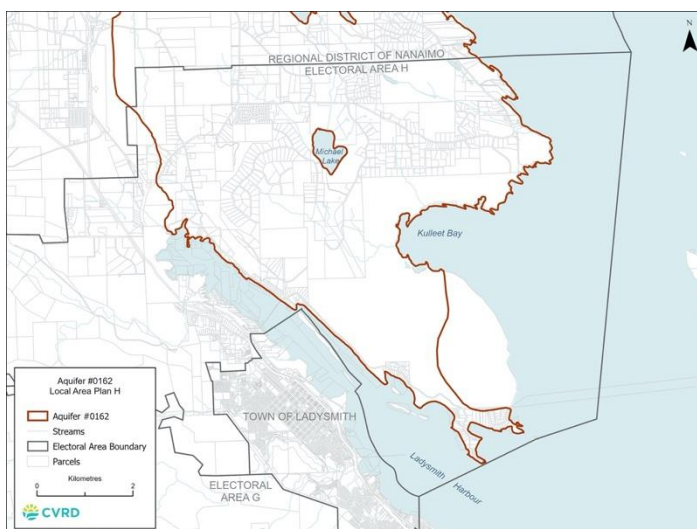 N
REGIONAL DISTRICT OF NANAIMO
ELECTORAL AREA H
Michael
Lake
Kulleet Bay
TOWN OF LADYSMITH
Ladysmith Harbour
ELECTORAL
AREA G
Aquifer #0162
Local Area Plan H
Aquifer #0162
Streams
Electoral Area Boundary
Parcels
Kilometres
0 2
CVRD